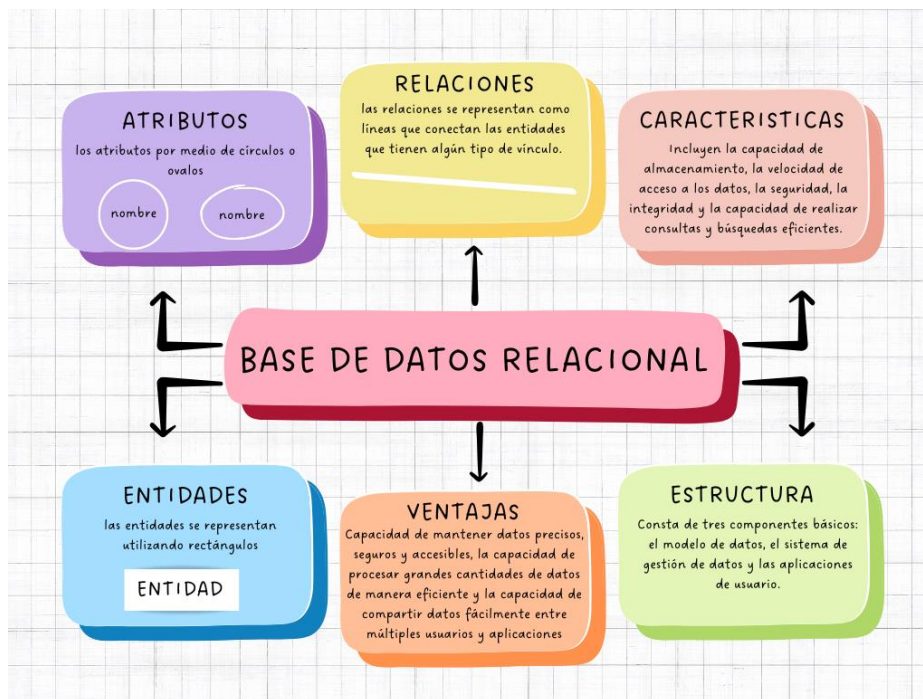 ATRIBUTOS
los atributos por medio de círculos o
ovalos
nombre
nombre
RELACIONES
las relaciones se representan como
líneas que conectan las entidades
que tienen algún tipo de vínculo.
CARACTERISTICAS
Incluyen la capacidad de
almacenamiento, la velocidad de
acceso a los datos, la seguridad, la
integridad y la capacidad de realizar
consultas y búsquedas eficientes.
BASE DE DATOS RELACIONAL
ENTIDADES
las entidades se representan
utilizando rectángulos
ENTIDAD
VENTAJAS
Capacidad de mantener datos precisos,
seguros y accesibles, la capacidad de
procesar grandes cantidades de datos
de manera eficiente y la capacidad de
compartir datos fácilmente entre
múltiples usuarios y aplicaciones
ESTRUCTURA
Consta de tres componentes básicos:
el modelo de datos, el sistema de
gestión de datos y las aplicaciones
de usuario.